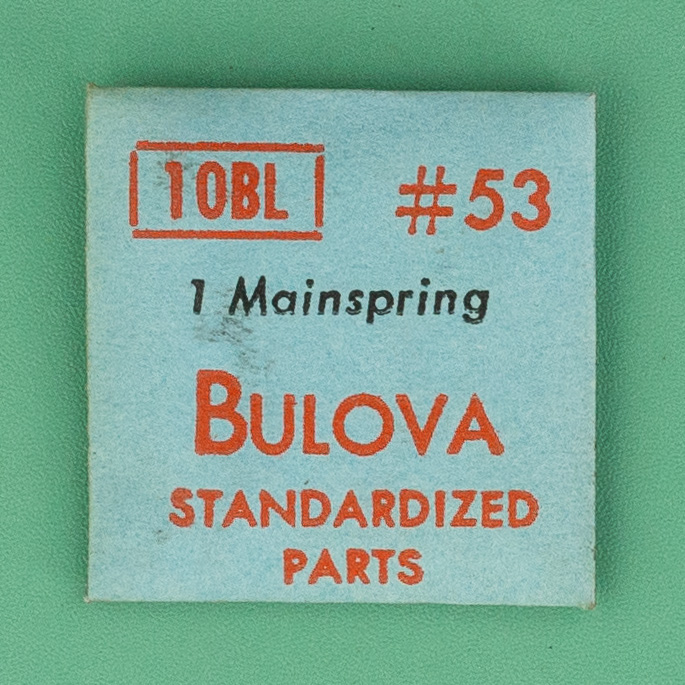 10BL #53
1 Mainspring
BULOVA
STANDARDIZED
PARTS